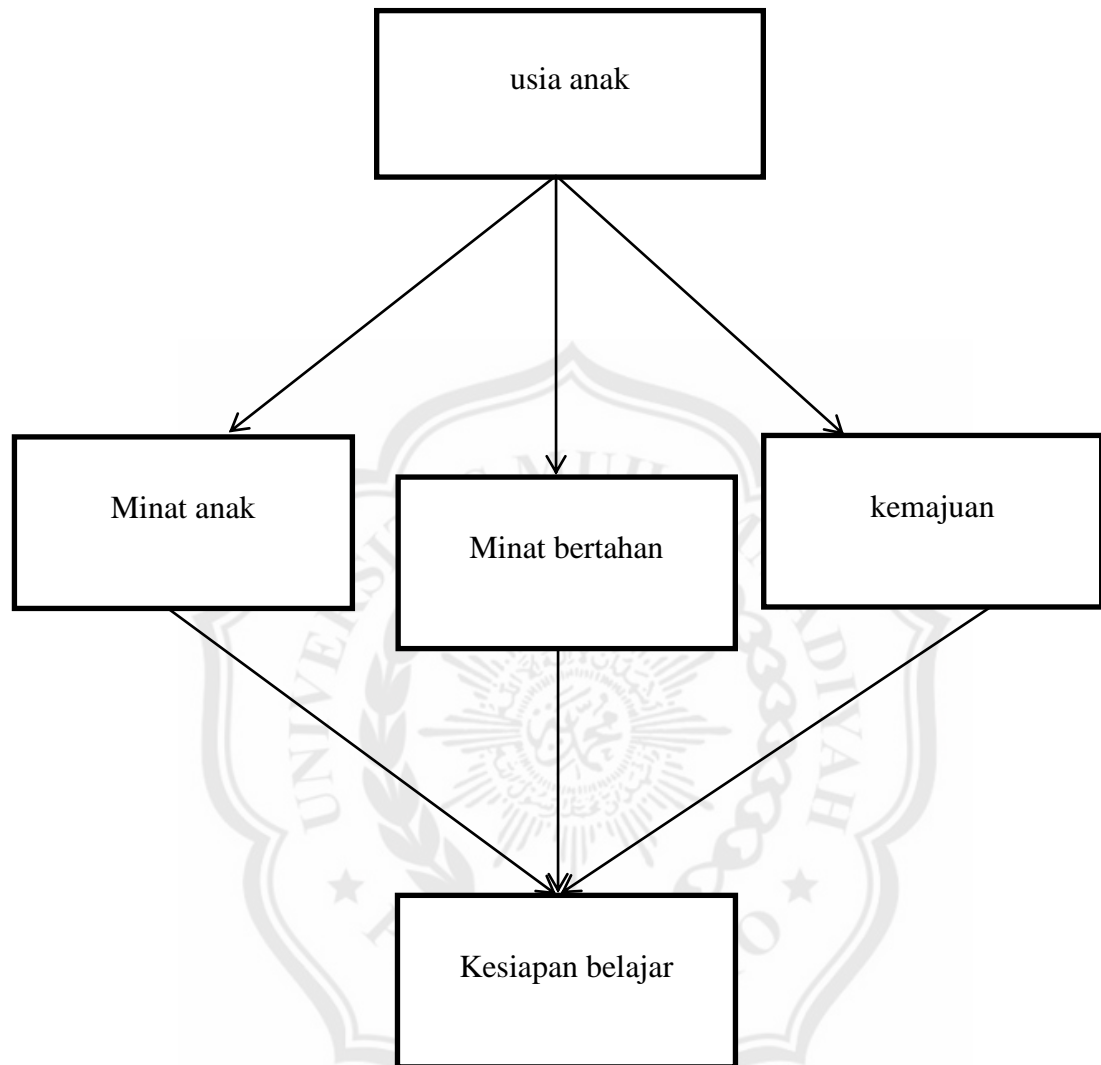 usia anak
Minat anak
Minat bertahan
kemajuan
Kesiapan belajar